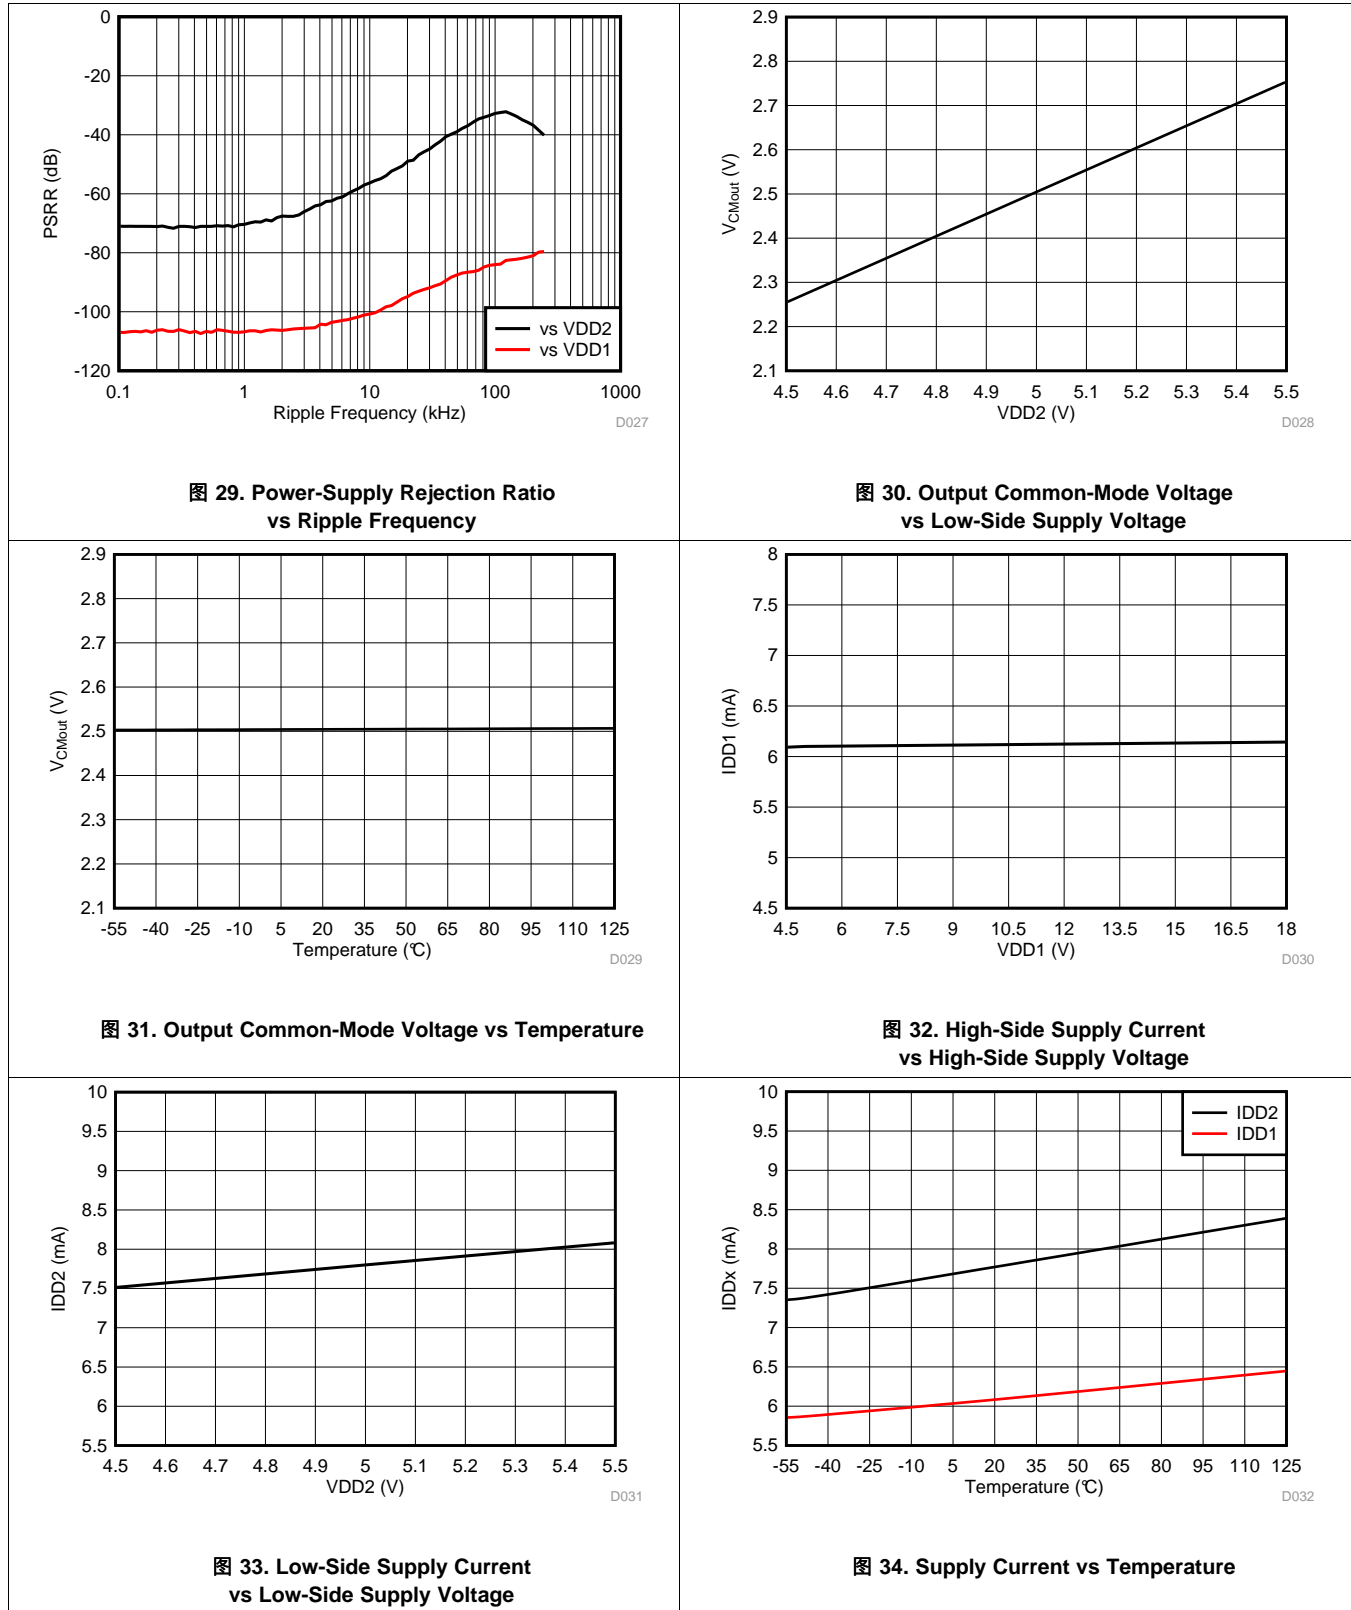 0
-20
-40
-60
-80
-100
-120
PSRR (dB)
vs VDD2
vs VDD1
0.1 1 10 100 1000
Ripple Frequency (kHz)
D027
图 29. Power-Supply Rejection Ratio
vs Ripple Frequency
2.9
2.8
2.7
2.6
2.5
2.4
2.3
2.2
2.1
VCMout (V)
4.5 4.6 4.7 4.8 4.9 5 5.1 5.2 5.3 5.4 5.5
VDD2 (V)
D028
图 30. Output Common-Mode Voltage
vs Low-Side Supply Voltage
2.9
2.8
2.7
2.6
2.5
2.4
2.3
2.2
2.1
VCMout (V)
-55 -40 -25 -10 5 20 35 50 65 80 95 110 125
Temperature (°C)
D029
图 31. Output Common-Mode Voltage vs Temperature
8
7.5
7
6.5
6
5.5
5
4.5
IDD1 (mA)
4.5 6 7.5 9 10.5 12 13.5 15 16.5 18
VDD1 (V)
D030
图 32. High-Side Supply Current
vs High-Side Supply Voltage
10
9.5
9
8.5
8
7.5
7
6.5
6
5.5
IDD2 (mA)
4.5 4.6 4.7 4.8 4.9 5 5.1 5.2 5.3 5.4 5.5
VDD2 (V)
D031
图 33. Low-Side Supply Current
vs Low-Side Supply Voltage
10
9.5
9
8.5
8
7.5
7
6.5
6
5.5
IDDx (mA)
IDD2
IDD1
-55 -40 -25 -10 5 20 35 50 65 80 95 110 125
Temperature (°C)
D032
图 34. Supply Current vs Temperature